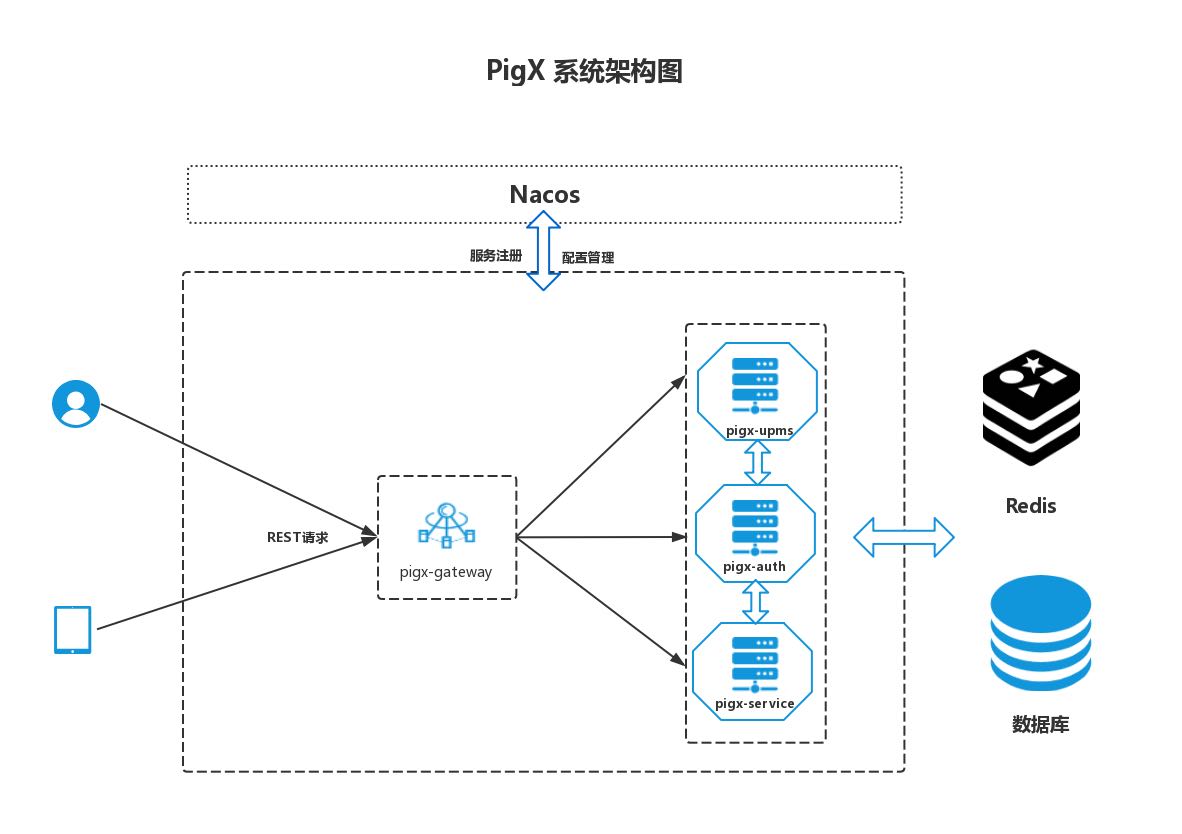 PigX 系统架构图
Nacos
服务注册
配置管理
pigx-upms
Redis
REST请求
pigx-gateway
pigx-auth
pigx-service
数据库